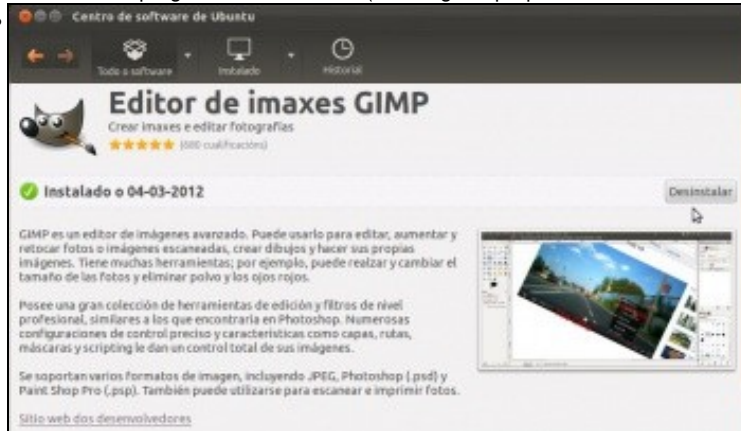 Centro de software de Ubuntu
Todo o software
Instalado
Historial
Editor de imaxes GIMP
Crear imaxes e editar fotografías
(680 cualificacións)
Instalado o 04-03-2012
Desinstalar
GIMP es un editor de imágenes avanzado. Puede usarlo para editar, aumentar y
retocar fotos o imágenes escaneadas, crear dibujos y hacer sus propias
imágenes. Tiene muchas herramientas; por ejemplo, puede realzar y cambiar el
tamaño de las fotos y eliminar polvo y los ojos rojos.
Posee una gran colección de herramientas de edición y filtros de nivel
profesional, similares a los que encontraría en Photoshop. Numerosas
configuraciones de control preciso y características como capas, rutas,
máscaras y scripting le dan un control total de sus imágenes.
Se soportan varios formatos de imagen, incluyendo JPEG, Photoshop (.psd) y
Paint Shop Pro (.psp). También puede utilizarse para escanear e imprimir fotos.
Sitio web dos desenvolvedores